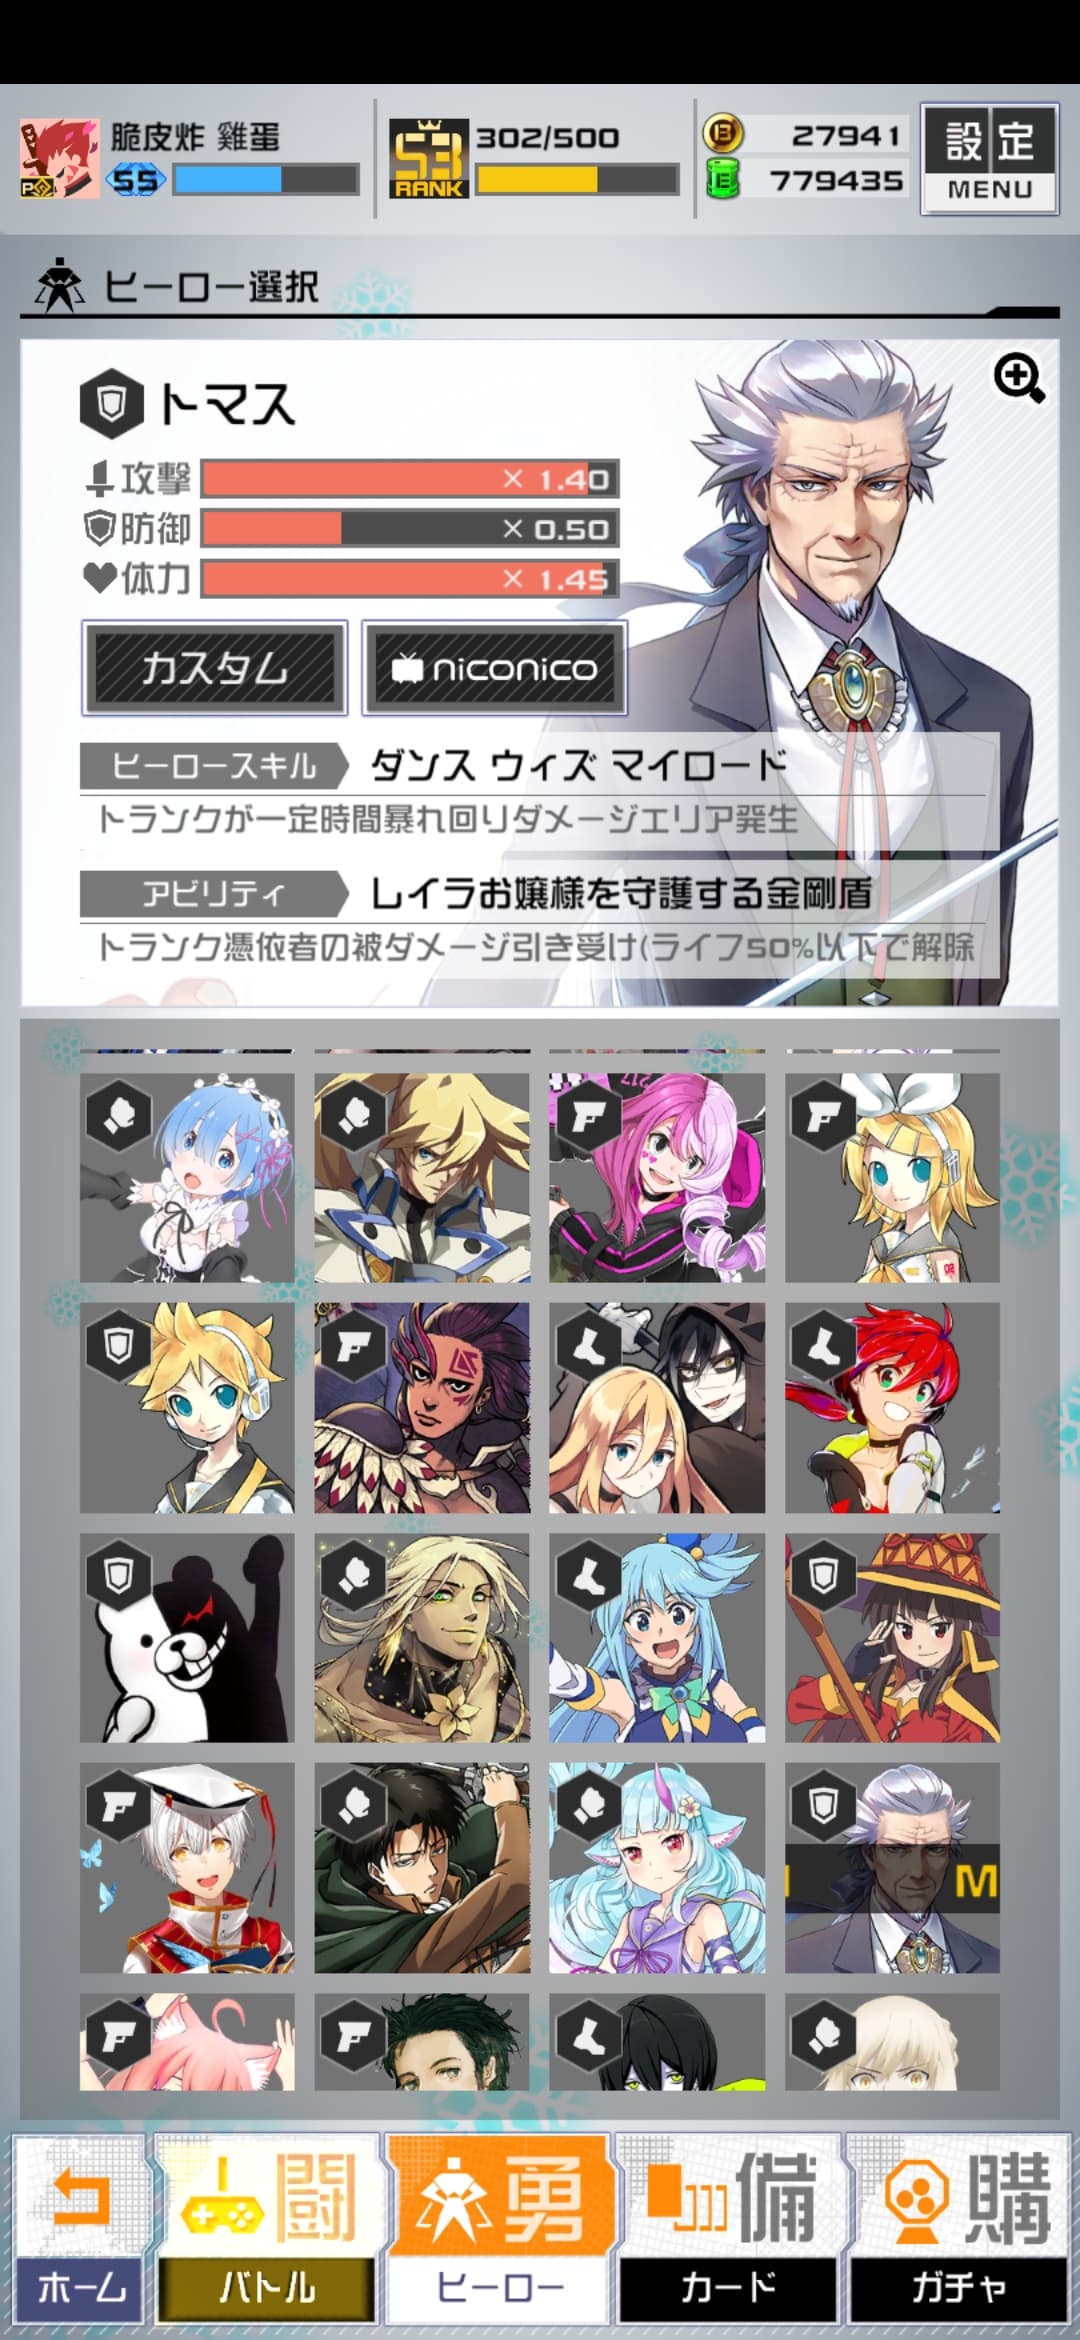 脆皮炸 雞蛋
55
S3
RANK
302/500
27941
779435
設定
MENU
ヒーロー選択
トマス
攻撃 × 1.40
防御 × 0.50
体力 × 1.45
カスタム
niconico
ヒーロースキル ダンス ウィズ マイロード
トランクが一定時間暴れ回りダメージエリア発生
アビリティ レイラお嬢様を守護する金剛盾
トランク憑依者の被ダメージ引き受け(ライフ50%以下で解除
217
02
M
闘
勇
備
購
ホーム
バトル
ヒーロー
カード
ガチャ